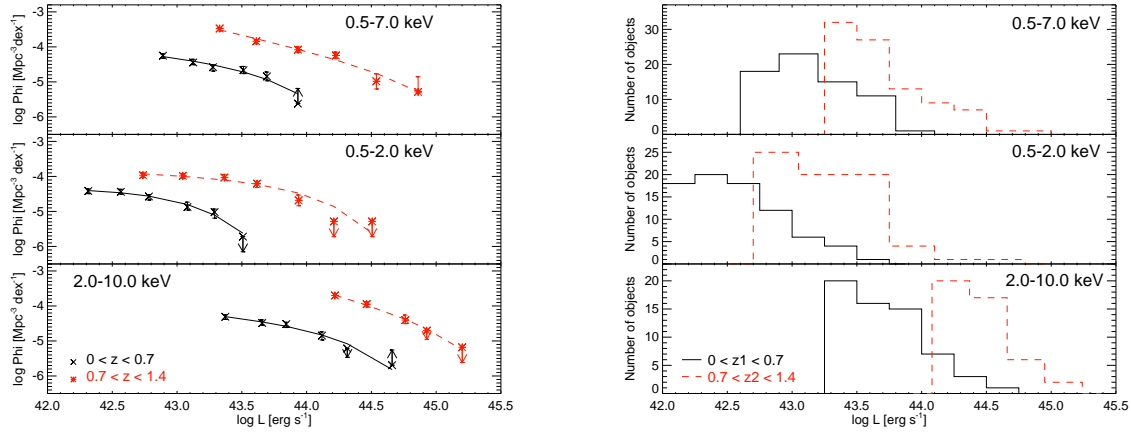 0.5-7.0 keV
log Phi [Mpc⁻³dex⁻¹]
-3
-4
-5
-6
0.5-2.0 keV
log Phi [Mpc⁻³ dex⁻¹]
-3
-4
-5
-6
2.0-10.0 keV
log Phi [Mpc⁻³ dex⁻¹]
-3
-4
-5
-6
0 < z < 0.7
0.7 < z < 1.4
42.0 42.5 43.0 43.5 44.0 44.5 45.0 45.5
log L [erg s⁻¹]
0.5-7.0 keV
Number of objects
30
20
10
0
0.5-2.0 keV
Number of objects
25
20
15
10
5
0
2.0-10.0 keV
Number of objects
20
15
10
5
0
0 < z1 < 0.7
0.7 < z2 < 1.4
42.0 42.5 43.0 43.5 44.0 44.5 45.0 45.5
log L [erg s⁻¹]